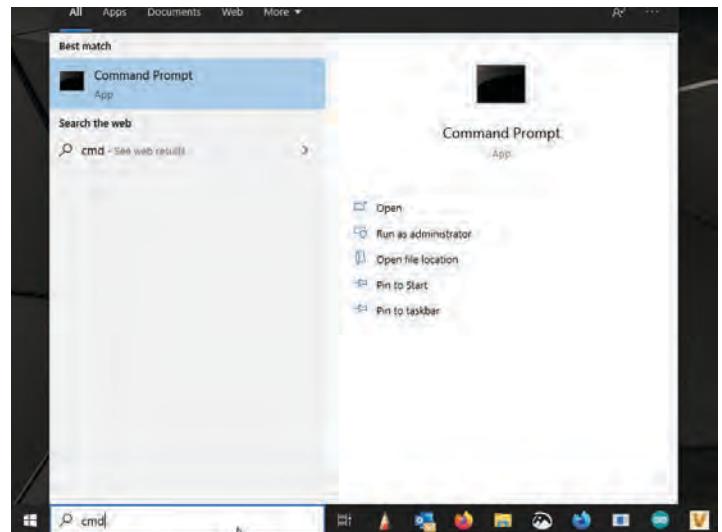 All Apps Documents Web More
Best match
Command Prompt
App
Search the web
cmd - See web results
Command Prompt
App
Open
Run as administrator
Open file location
Pin to Start
Pin to taskbar
cmd